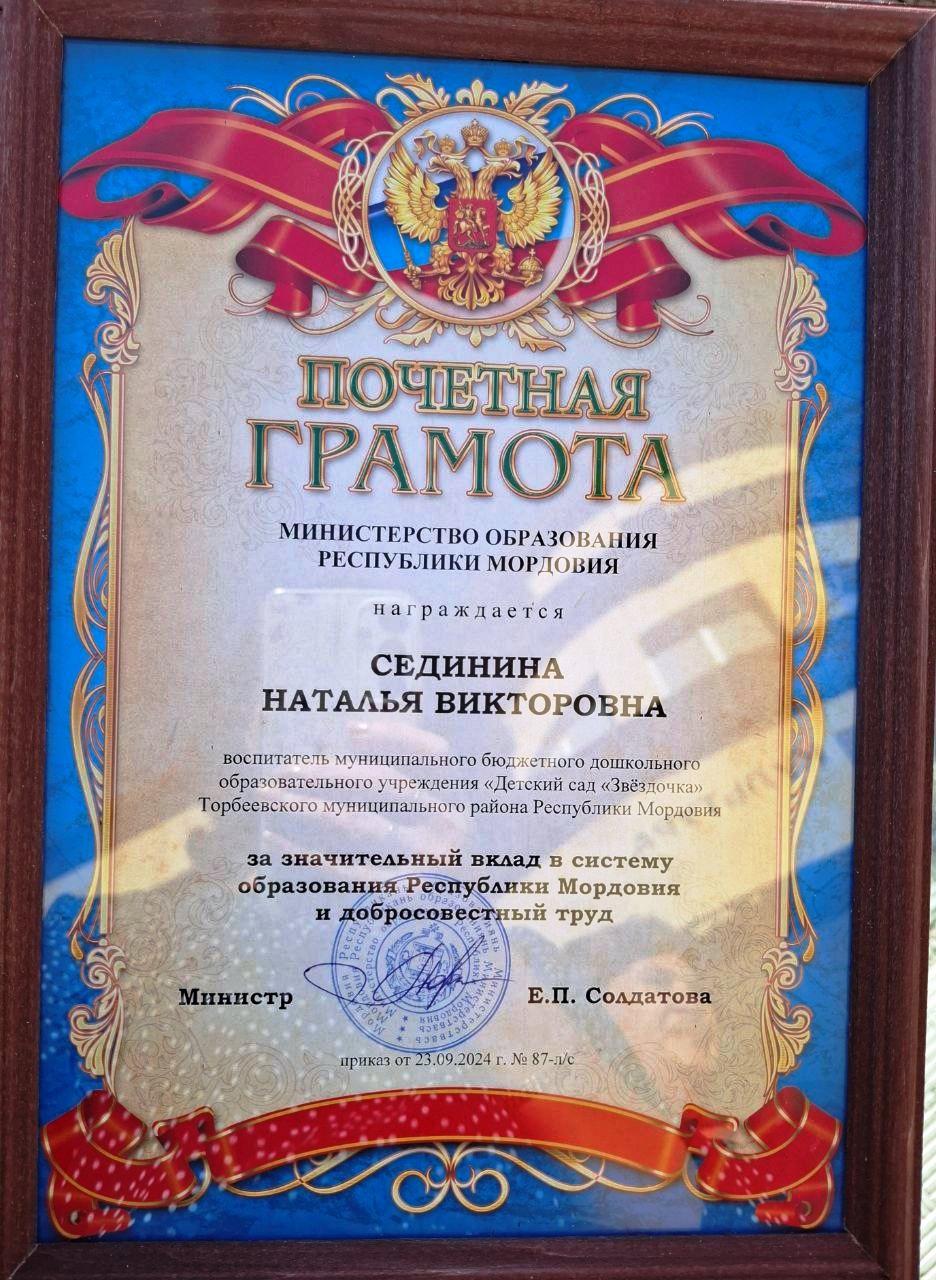 ПОЧЕТНАЯ
ГРАМОТА
МИНИСТЕРСТВО ОБРАЗОВАНИЯ
РЕСПУБЛИКИ МОРДОВИЯ
награждается
СЕДИНИНА
НАТАЛЬЯ ВИКТОРОВНА
воспитатель муниципального бюджетного дошкольного
образовательного учреждения «Детский сад «Звёздочка»
Торбеевского муниципального района Республики Мордовия
за значительный вклад в систему
образования Республики Мордовия
и добросовестный труд
Министр Е.П. Солдатова
приказ от 23.09.2024 г. № 87-л/с